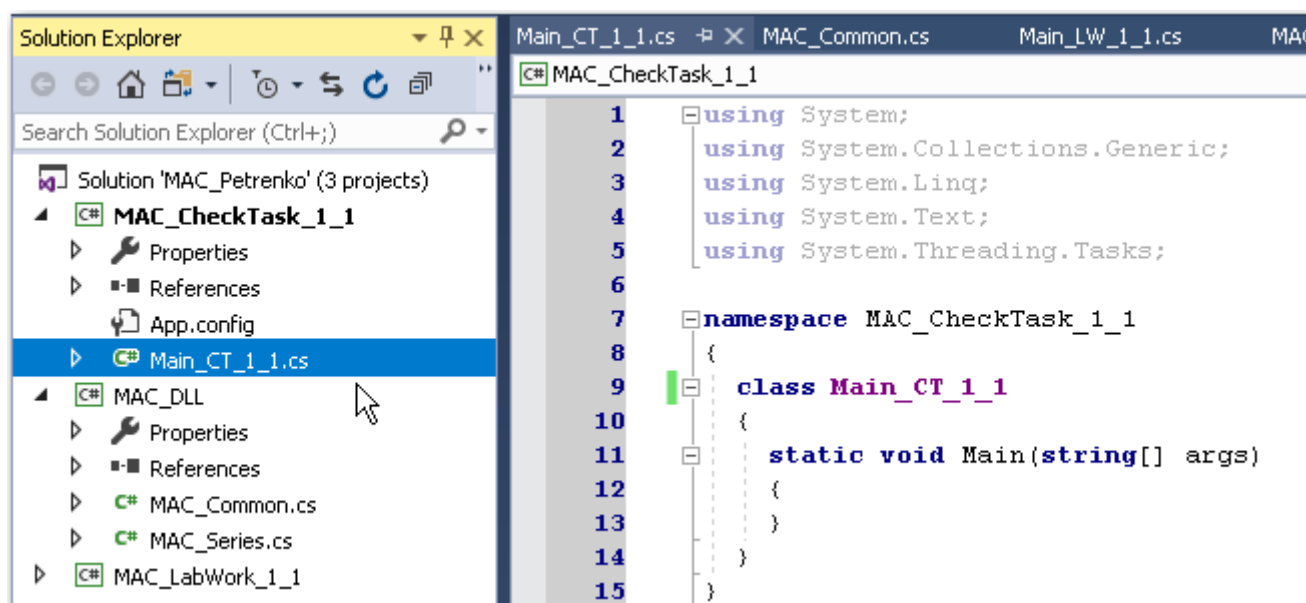 Solution Explorer
Search Solution Explorer (Ctrl+;)
Solution 'MAC_Petrenko' (3 projects)
C# MAC_CheckTask_1_1
Properties
References
App.config
C# Main_CT_1_1.cs
C# MAC_DLL
Properties
References
C# MAC_Common.cs
C# MAC_Series.cs
C# MAC_LabWork_1_1
Main_CT_1_1.cs MAC_Common.cs Main_LW_1_1.cs MAC
C# MAC_CheckTask_1_1
1 using System;
2 using System.Collections.Generic;
3 using System.Linq;
4 using System.Text;
5 using System.Threading.Tasks;
6
7 namespace MAC_CheckTask_1_1
8 {
9 class Main_CT_1_1
10 {
11 static void Main(string[] args)
12 {
13 }
14 }
15 }